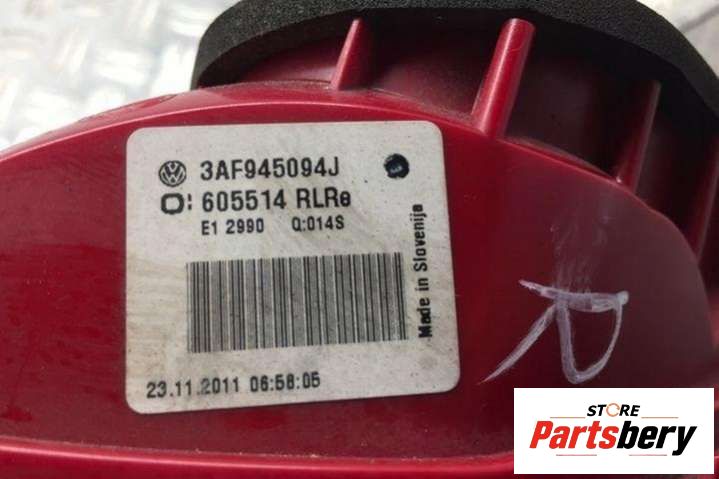 3AF945094J
O: 605514 RLRe
E1 2990 Q:014S
Made in Slovenija
23.11.2011 06:58:05
R
STORE
Partsbery